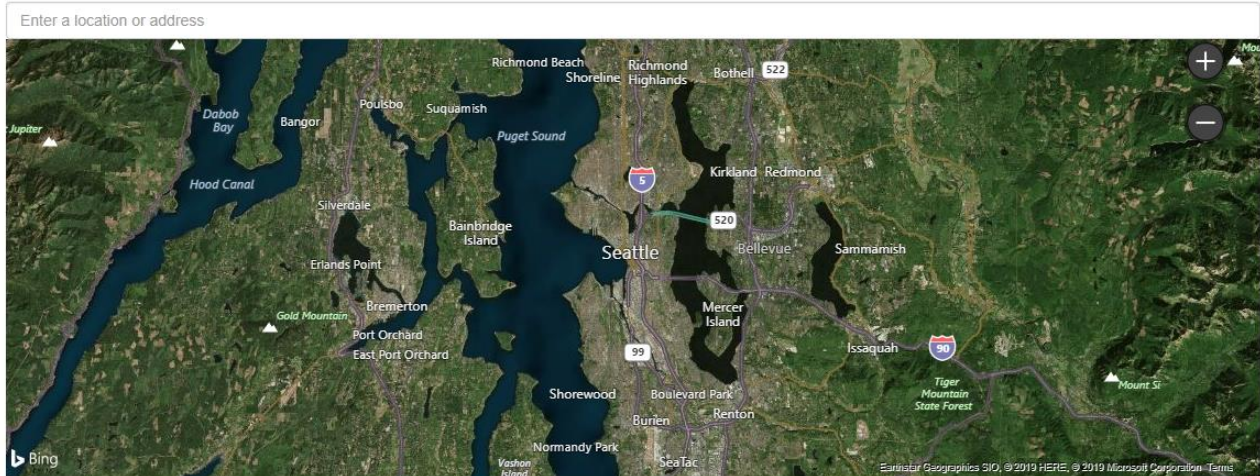 Enter a location or address
Richmond Beach
Shoreline
Richmond
Highlands
Bothell
522
Poulsbo
Suquamish
Dabob
Bay
Bangor
Jupiter
Puget Sound
Hood Canal
Kirkland
Redmond
5
Silverdale
Bainbridge
Island
520
Seattle
Bellevue
Sammamish
Erlands Point
Bremerton
Gold Mountain
Mercer
Island
Port Orchard
East Port Orchard
99
Issaquah
90
Tiger
Mountain
State Forest
Mount Si
Shorewood
Boulevard Park
Burien
Renton
Normandy Park
SeaTac
Vashon
Island
Bing
Earthstar Geographics SIO, © 2019 HERE, © 2019 Microsoft Corporation Terms